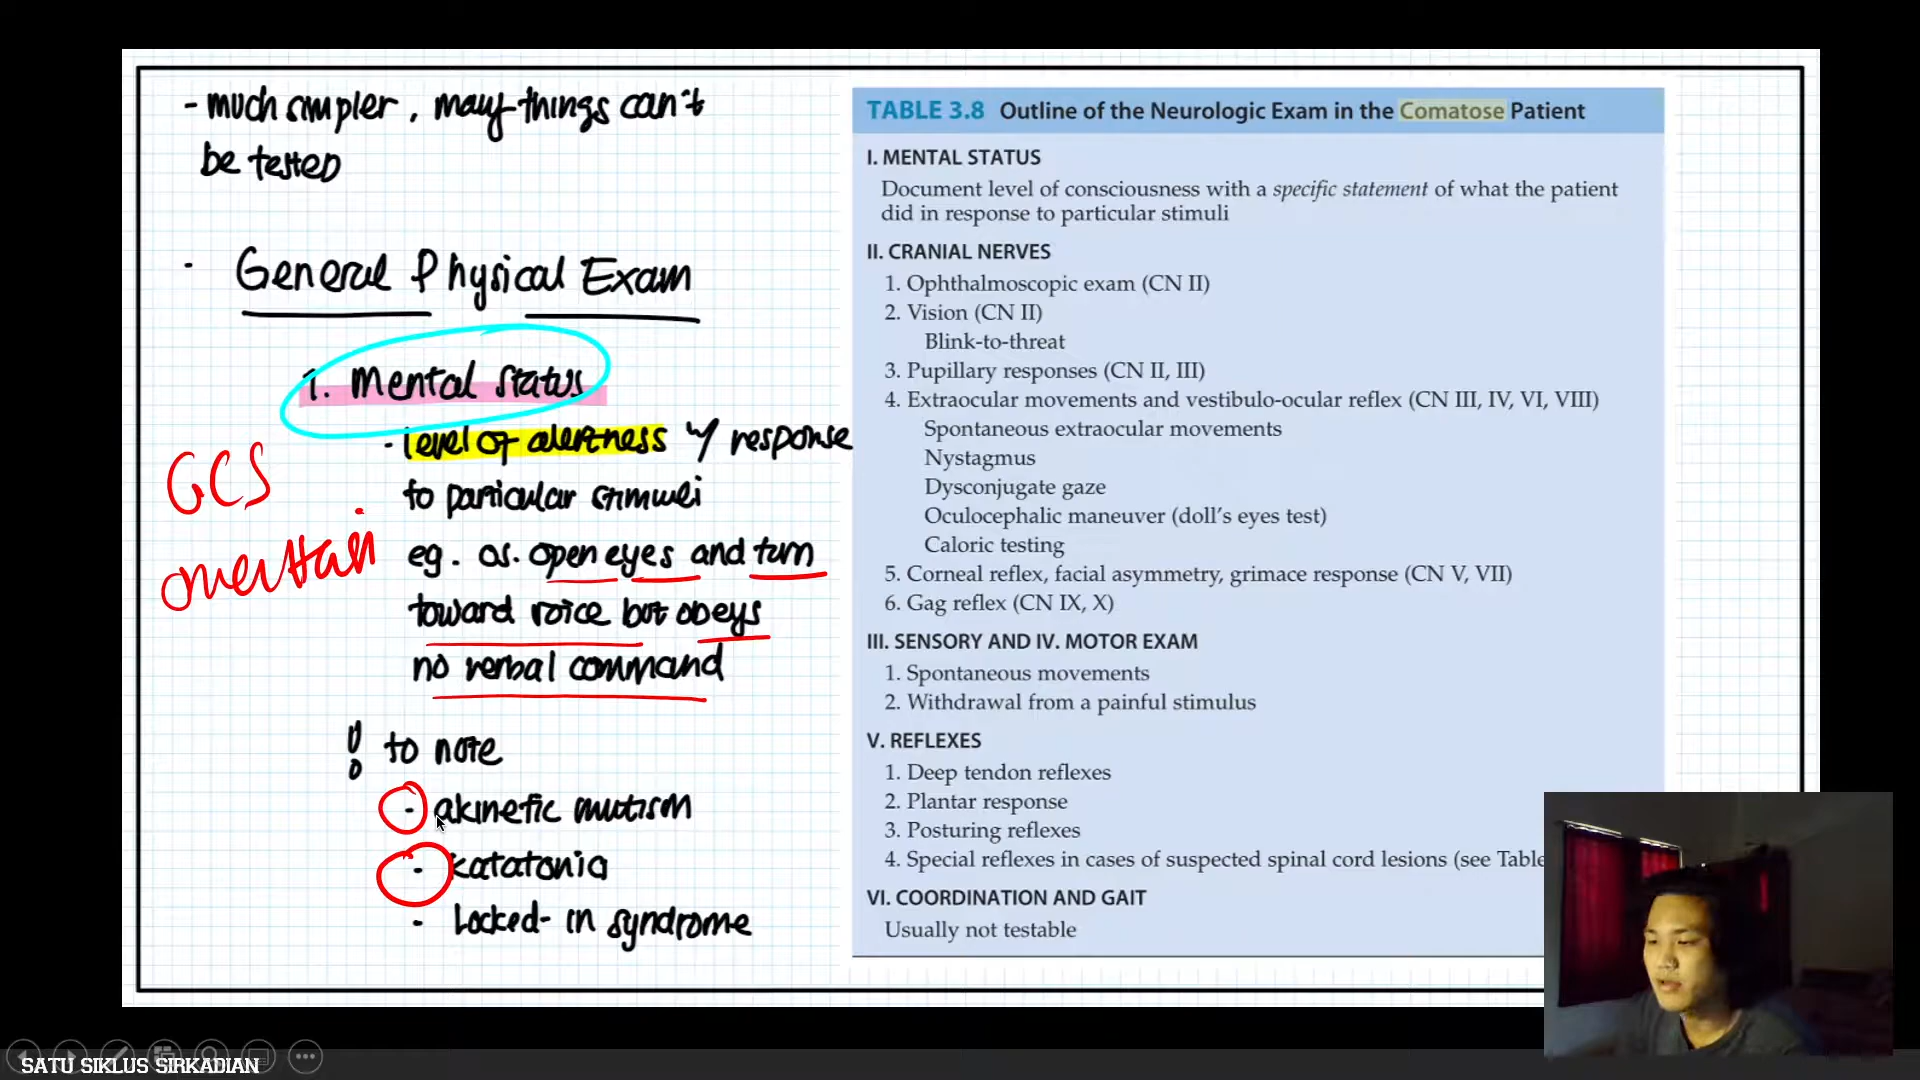 - much simpler, many things can't
be tested
- General Physical Exam
1. Mental status
- level of alertness w/ response
to particular stimuli
eg. os. open eyes and turn
toward voice but obeys
no verbal command
GCS
! to note
- akinetic mutism
- katatonia
- Locked-in syndrome
TABLE 3.8 Outline of the Neurologic Exam in the Comatose Patient
I. MENTAL STATUS
Document level of consciousness with a specific statement of what the patient
did in response to particular stimuli
II. CRANIAL NERVES
1. Ophthalmoscopic exam (CN II)
2. Vision (CN II)
Blink-to-threat
3. Pupillary responses (CN II, III)
4. Extraocular movements and vestibulo-ocular reflex (CN III, IV, VI, VIII)
Spontaneous extraocular movements
Nystagmus
Dysconjugate gaze
Oculocephalic maneuver (doll's eyes test)
Caloric testing
5. Corneal reflex, facial asymmetry, grimace response (CN V, VII)
6. Gag reflex (CN IX, X)
III. SENSORY AND IV. MOTOR EXAM
1. Spontaneous movements
2. Withdrawal from a painful stimulus
V. REFLEXES
1. Deep tendon reflexes
2. Plantar response
3. Posturing reflexes
4. Special reflexes in cases of suspected spinal cord lesions (see Table
VI. COORDINATION AND GAIT
Usually not testable
SATU SIKLUS SIRKADIAN